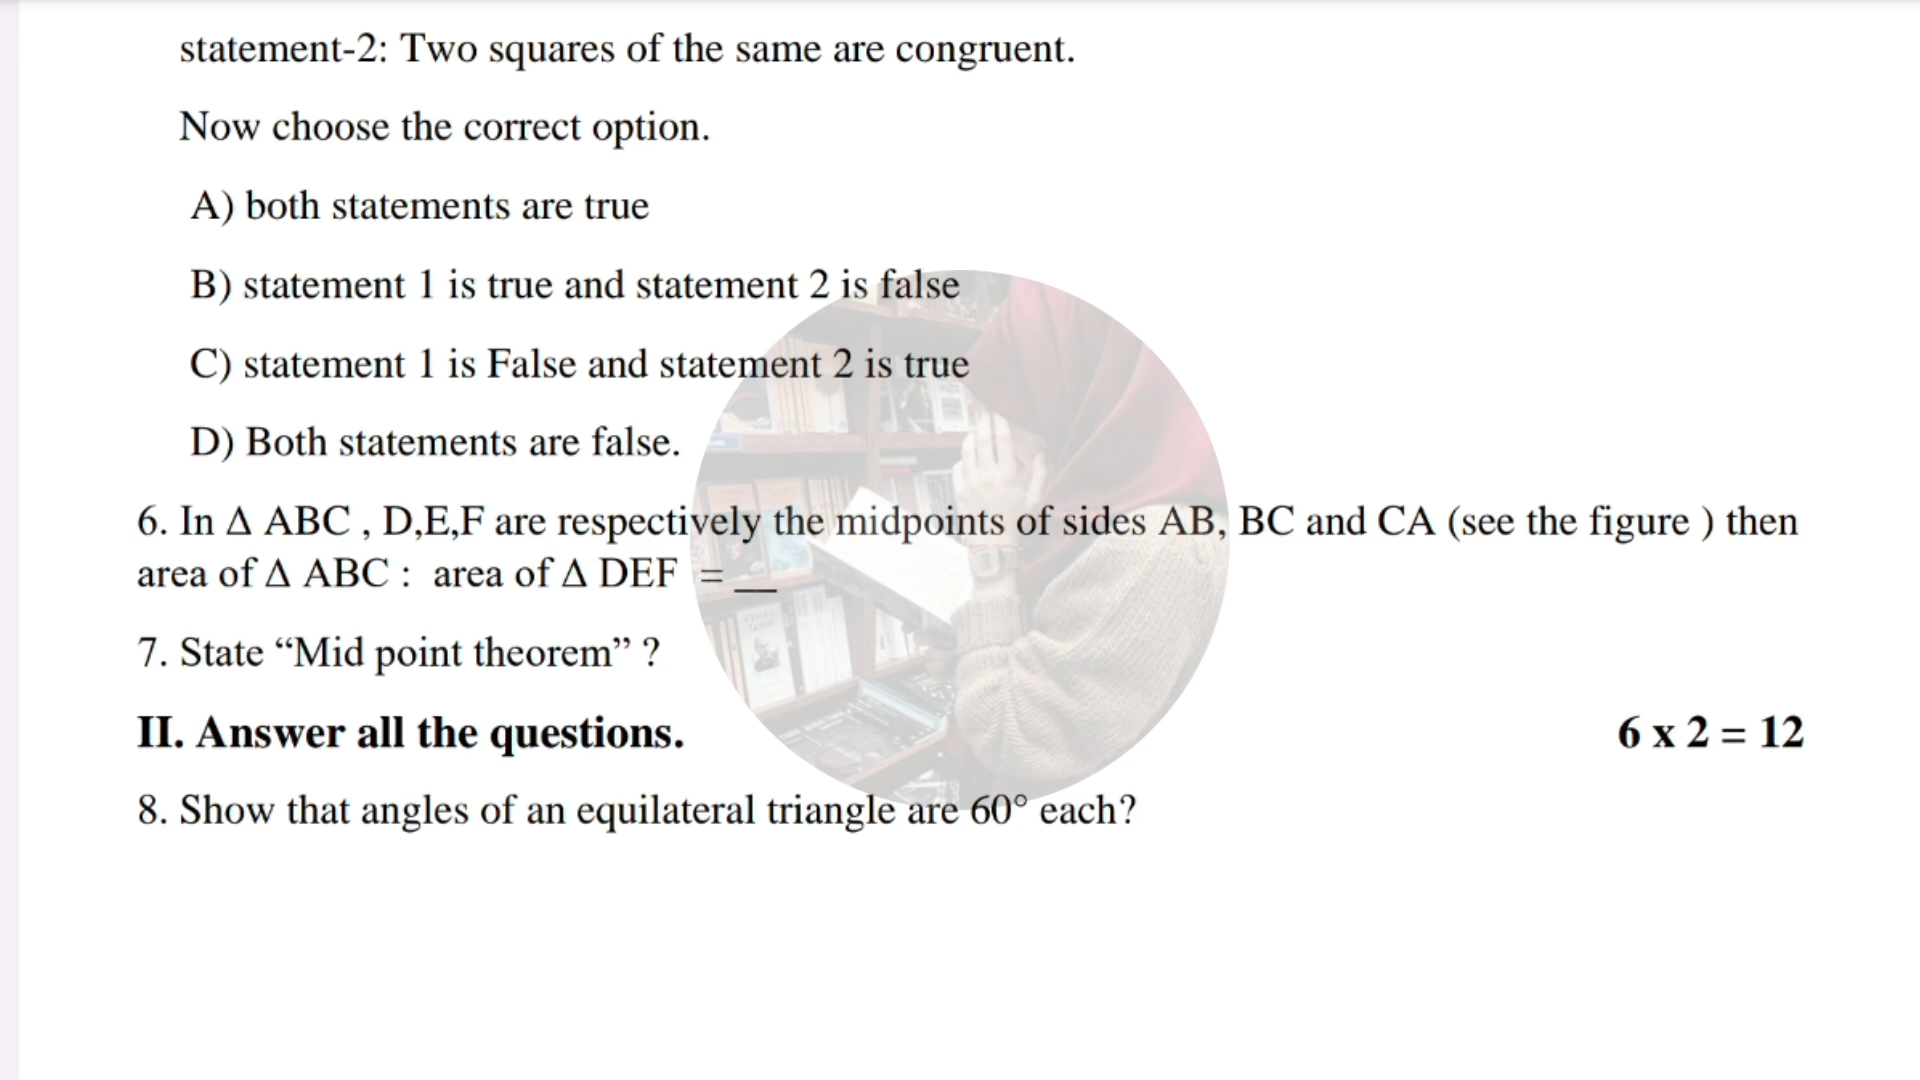 statement-2: Two squares of the same are congruent.
Now choose the correct option.
A) both statements are true
B) statement 1 is true and statement 2 is false
C) statement 1 is False and statement 2 is true
D) Both statements are false.
6. In Δ ABC , D,E,F are respectively the midpoints of sides AB, BC and CA (see the figure ) then
area of Δ ABC : area of Δ DEF = __
7. State “Mid point theorem” ?
II. Answer all the questions. 6 x 2 = 12
8. Show that angles of an equilateral triangle are 60° each?